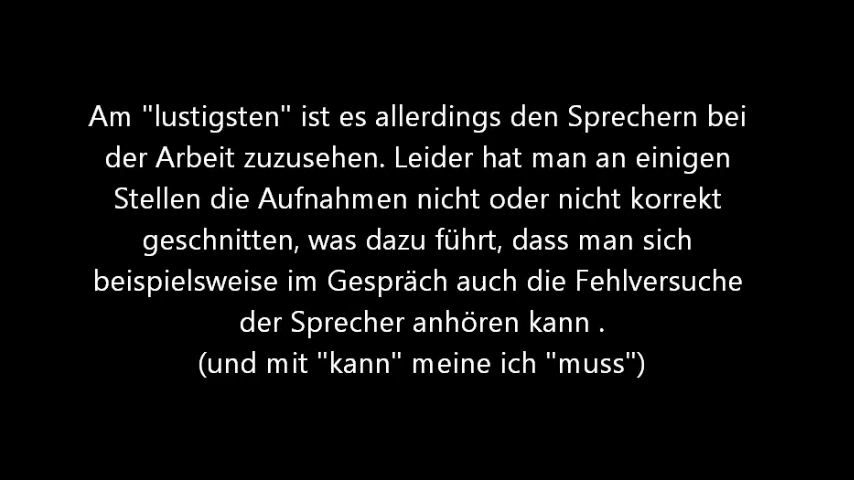 Am "lustigsten" ist es allerdings den Sprechern bei
der Arbeit zuzusehen. Leider hat man an einigen
Stellen die Aufnahmen nicht oder nicht korrekt
geschnitten, was dazu führt, dass man sich
beispielsweise im Gespräch auch die Fehlversuche
der Sprecher anhören kann .
(und mit "kann" meine ich "muss")